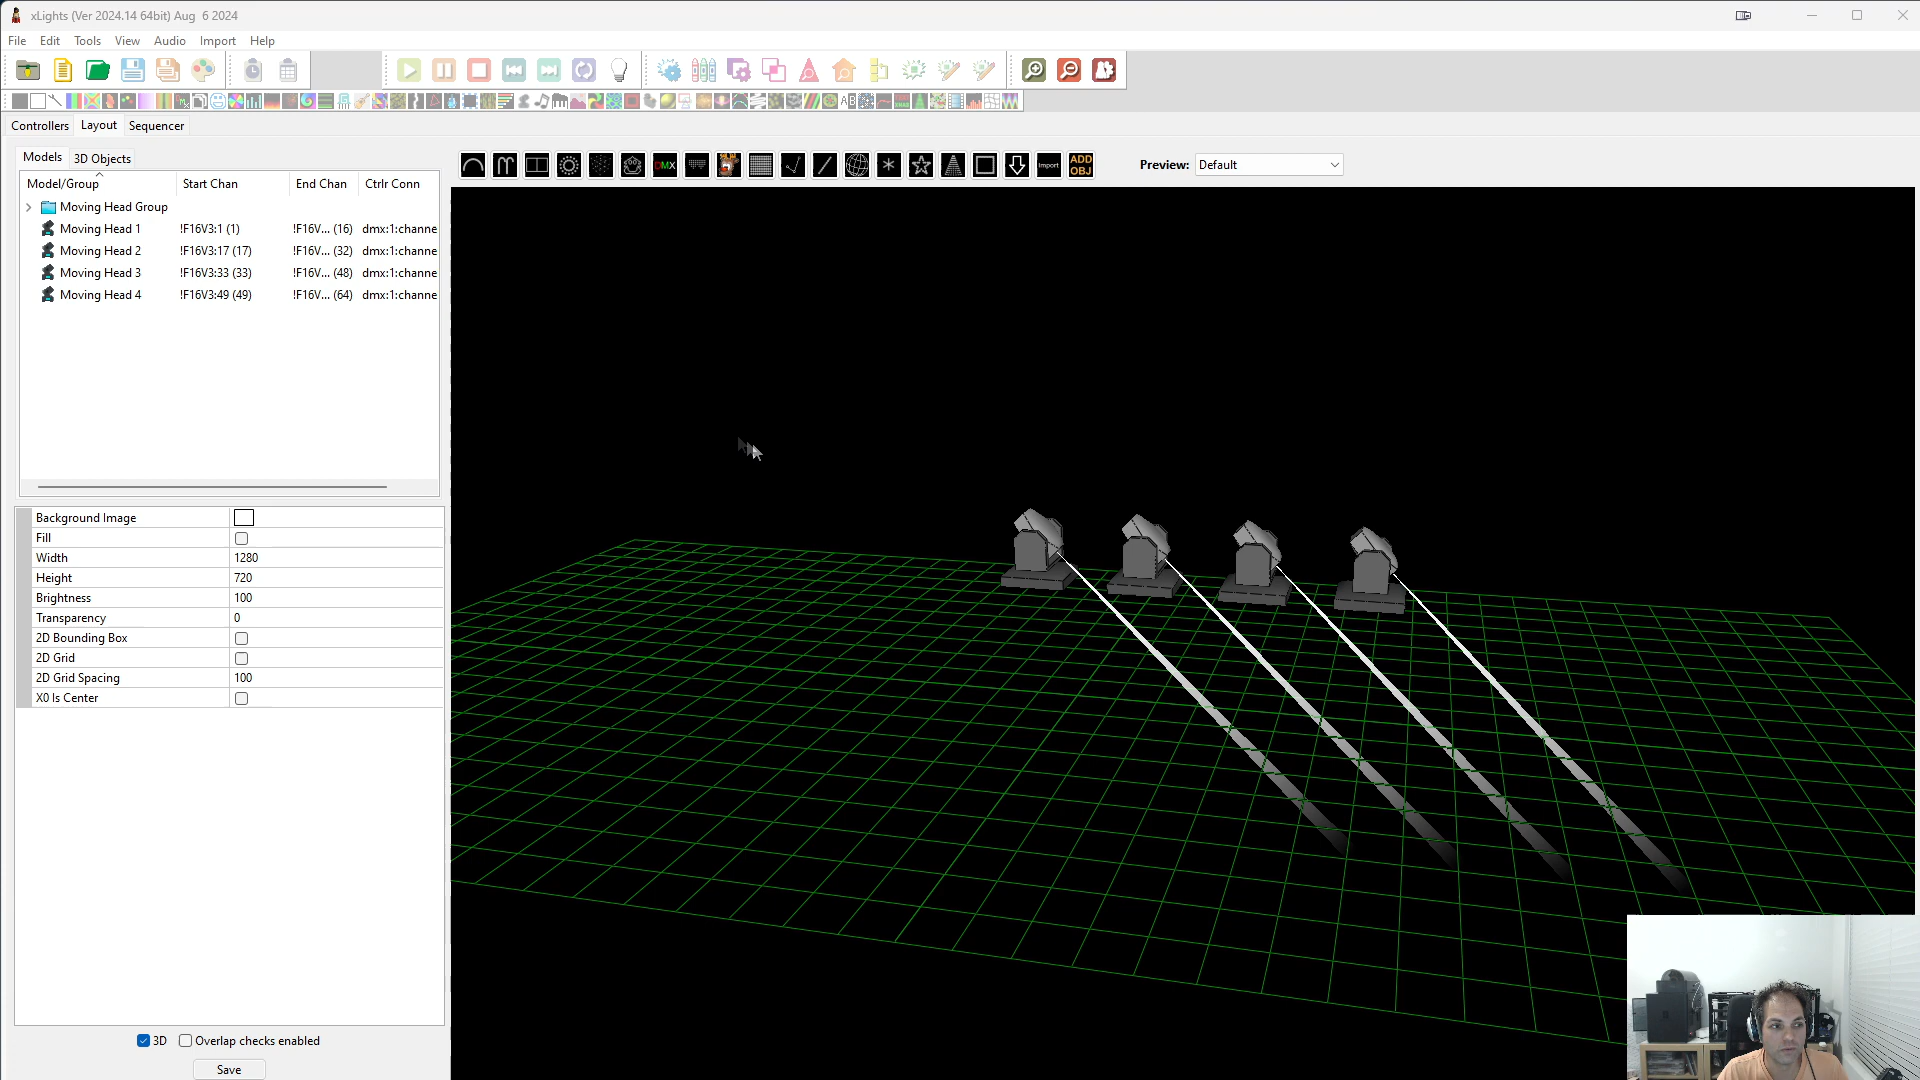 xLights (Ver 2024.14 64bit) Aug  6 2024
File Edit Tools View Audio Import Help
Controllers Layout Sequencer
Models 3D Objects
DMX
Import
ADD OBJ
Preview: Default
Model/Group Start Chan End Chan Ctrlr Conn
Moving Head Group
Moving Head 1 !F16V3:1 (1) !F16V... (16) dmx:1:channe
Moving Head 2 !F16V3:17 (17) !F16V... (32) dmx:1:channe
Moving Head 3 !F16V3:33 (33) !F16V... (48) dmx:1:channe
Moving Head 4 !F16V3:49 (49) !F16V... (64) dmx:1:channe
Background Image
Fill
Width 1280
Height 720
Brightness 100
Transparency 0
2D Bounding Box
2D Grid
2D Grid Spacing 100
X0 Is Center
3D Overlap checks enabled
Save